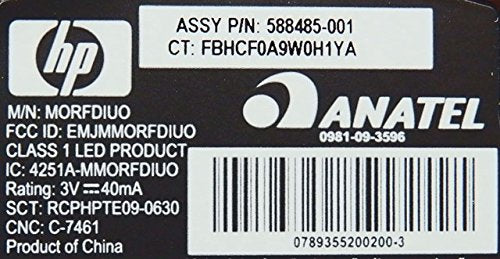 ASSY P/N: 588485-001
CT: FBHCF0A9W0H1YA
hp
M/N: MORFDIUO
FCC ID: EMJMMORFDIUO
CLASS 1 LED PRODUCT
IC: 4251A-MMORFDIUO
Rating: 3V⎓40mA
SCT: RCPHPTE09-0630
CNC: C-7461
Product of China
ANATEL
0981-09-3596
0789355200200-3